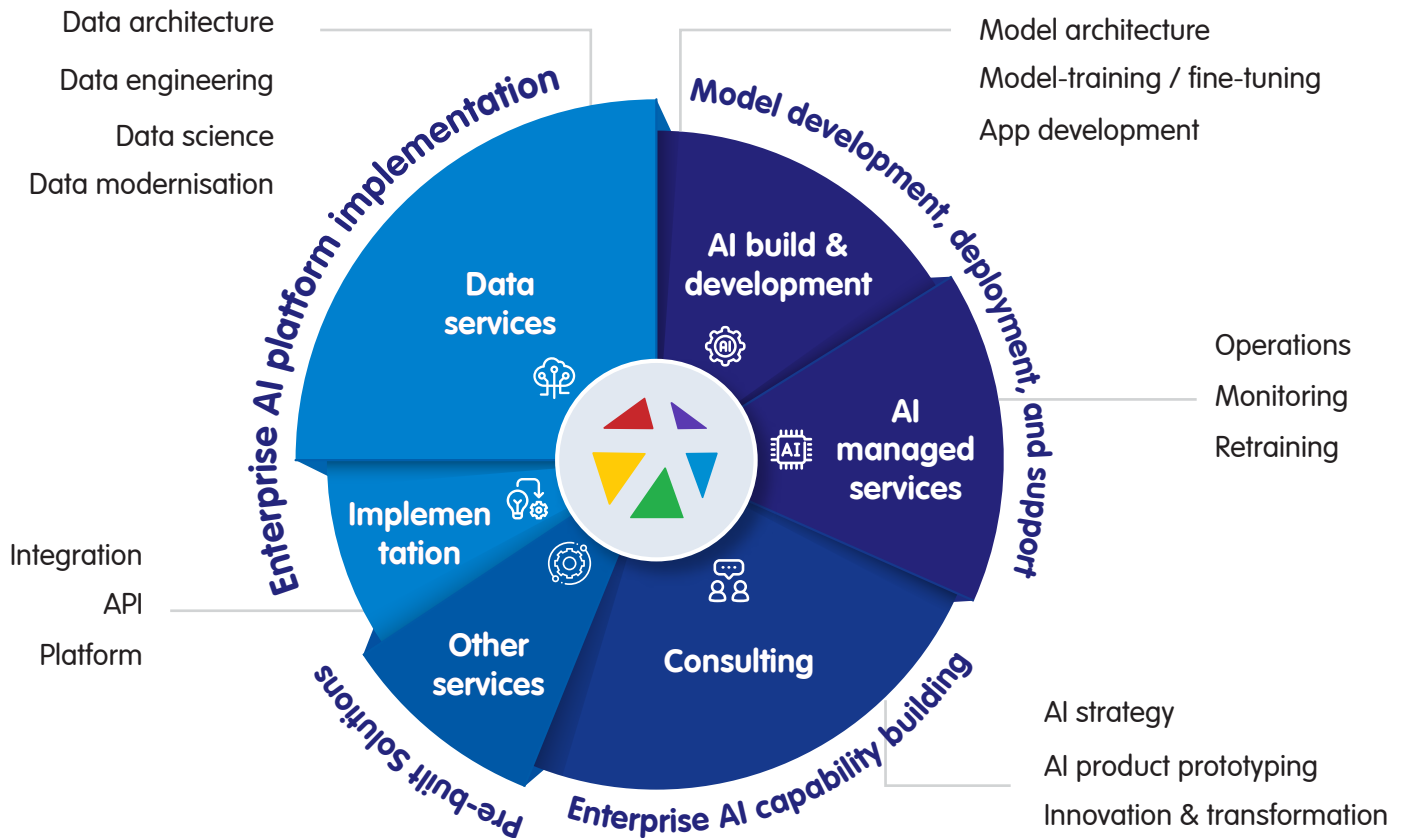 Data architecture
Data engineering
Data science
Data modernisation
Enterprise AI platform implementation
Model development, deployment, and support
Model architecture
Model-training / fine-tuning
App development
Data
services
AI build &
development
AI
AI
managed
services
AI
Operations
Monitoring
Retraining
Implemen
tation
Integration
API
Platform
Other
services
Consulting
Pre-built Solutions
Enterprise AI capability building
AI strategy
AI product prototyping
Innovation & transformation